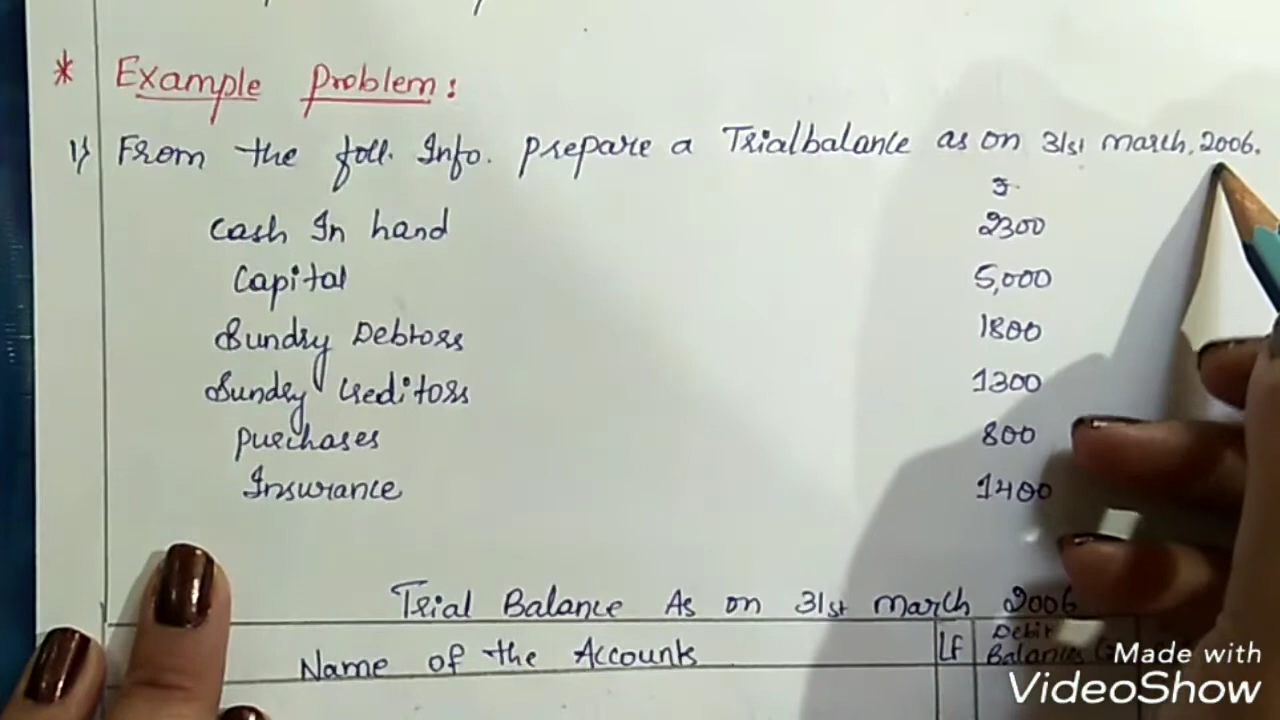 * Example Problem:
1) From the foll. Info. prepare a Trialbalance as on 31st march, 2006.
₹
Cash In hand 2300
Capital 5,000
Sundry Debtors 1800
Sundry Creditors 1300
Purchases 800
Insurance 1400
Trial Balance As on 31st march 2006
Name of the Accounts LF Debit Balances
Made with
VideoShow